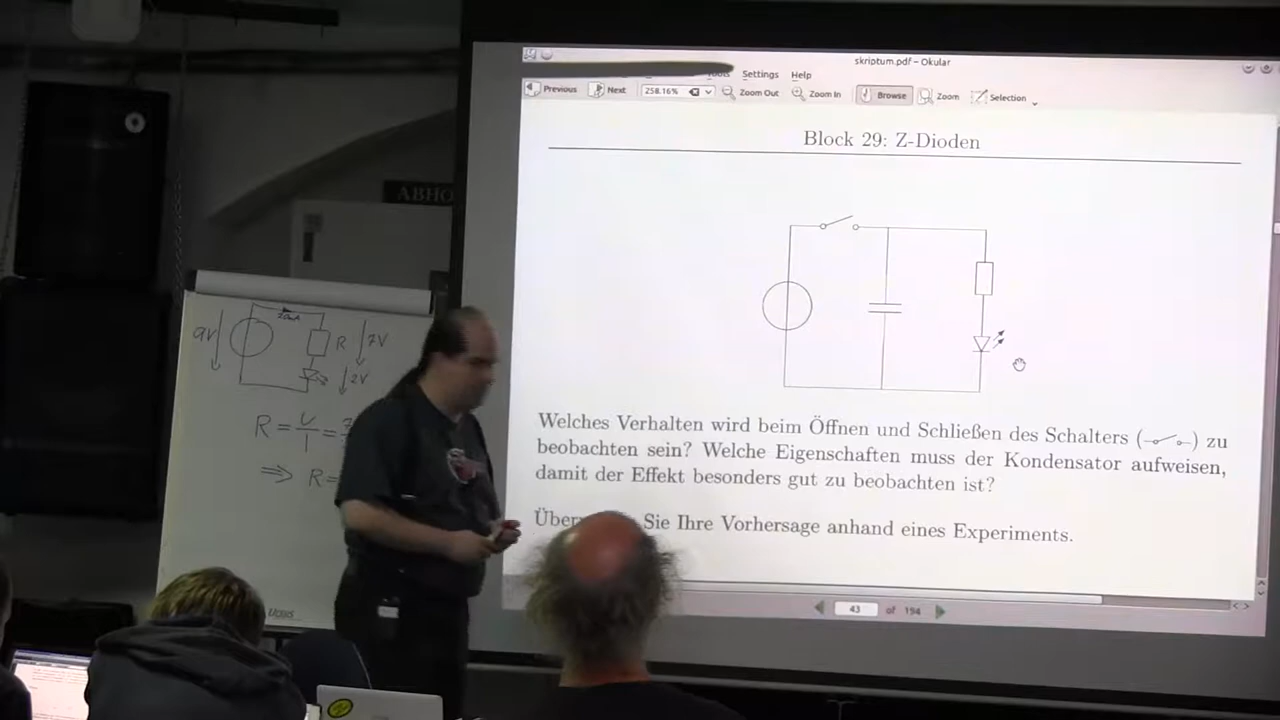 skriptum.pdf – Okular
Settings Help
Previous Next 258.16% Zoom Out Zoom In Browse Zoom Selection
Block 29: Z-Dioden
ABHO
20mA
9V R 7V
2V
R = U/I =
⇒ R =
Welches Verhalten wird beim Öffnen und Schließen des Schalters ( ) zu
beobachten sein? Welche Eigenschaften muss der Kondensator aufweisen,
damit der Effekt besonders gut zu beobachten ist?
Sie Ihre Vorhersage anhand eines Experiments.
43 of 194